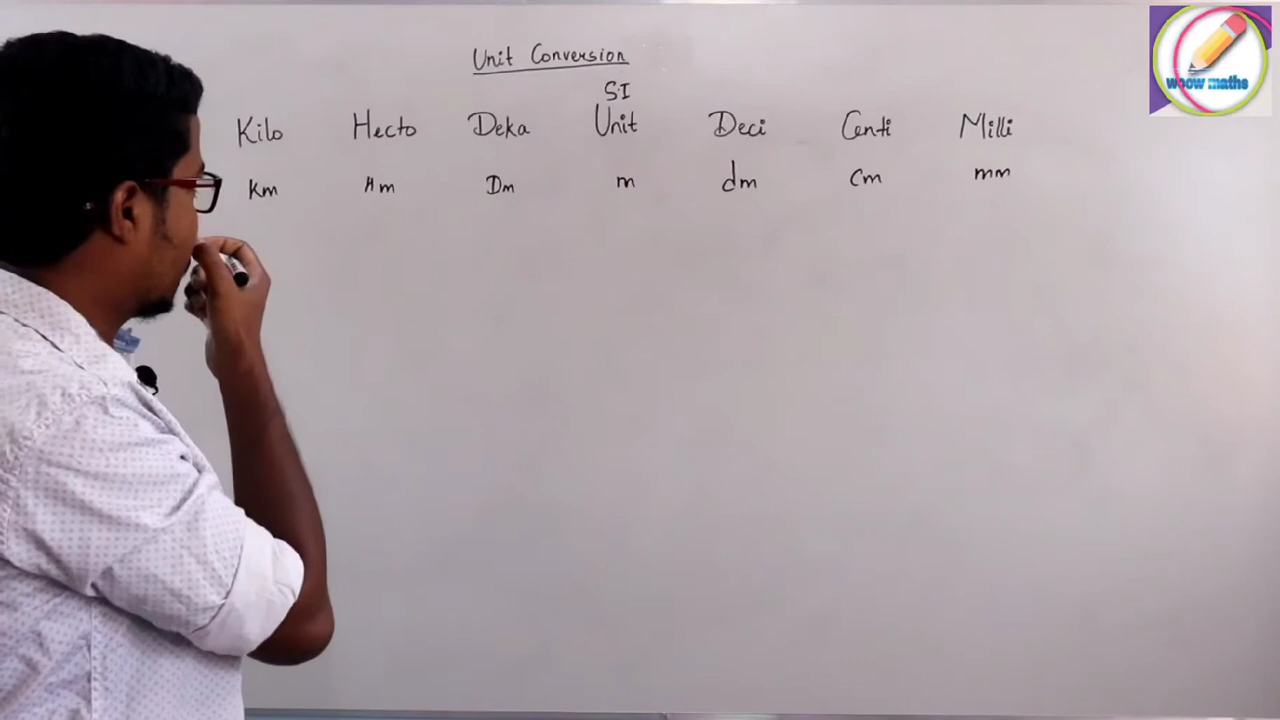 Unit Conversion
SI
Kilo Hecto Deka Unit Deci Centi Milli
Km Hm Dm m dm cm mm
woow maths